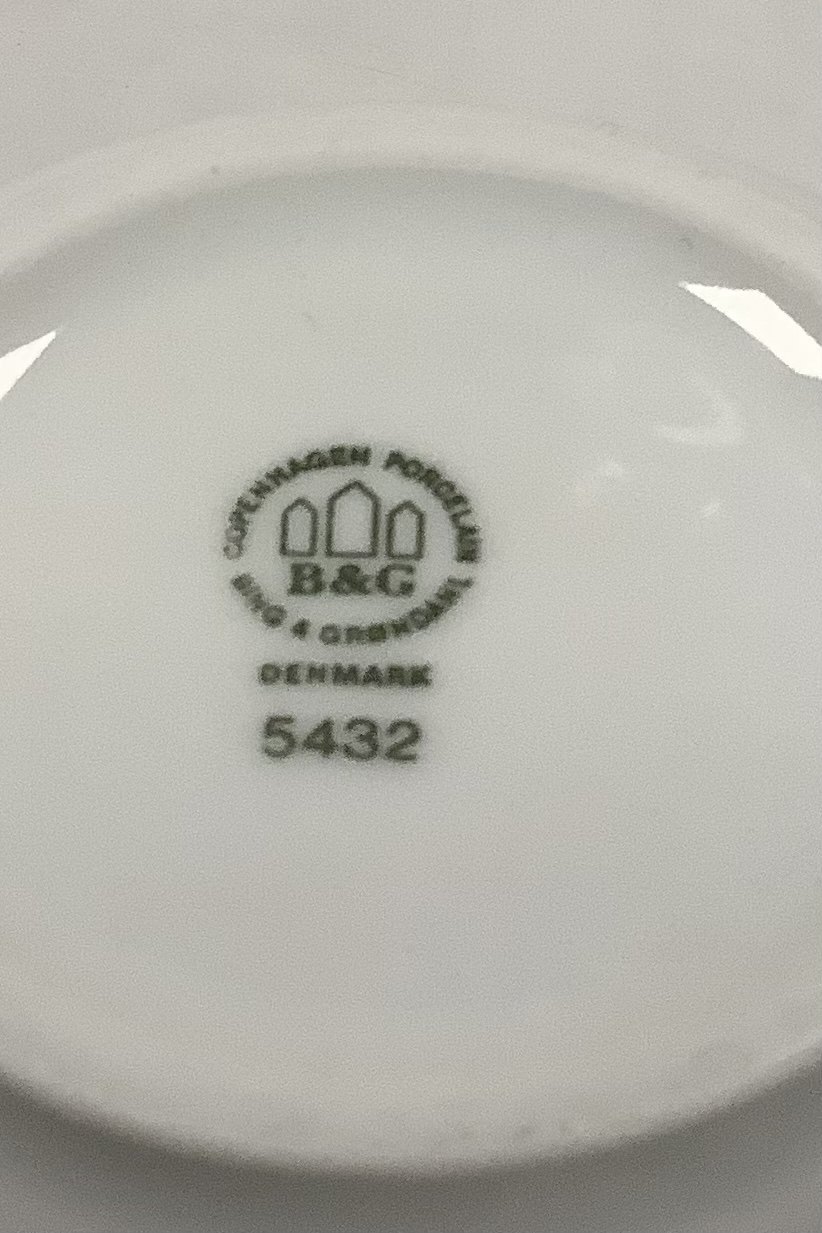 COPENHAGEN PORCELAIN
B&G
BING & GRØNDAHL
DENMARK
5432